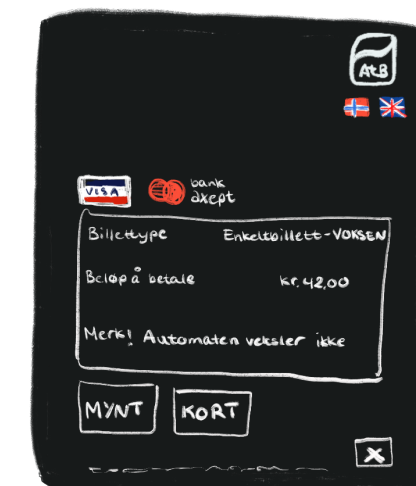 AtB
VISA
bank
axept
Billettype Enkeltbillett-VOKSEN
Beløp å betale kr. 42,00
Merk! Automaten veksler ikke
MYNT KORT
X